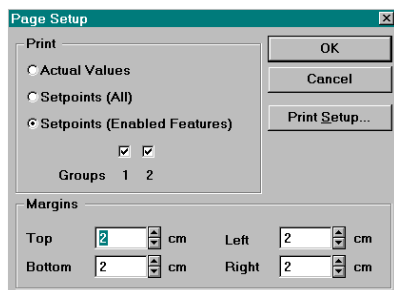 Page Setup
Print
OK
Actual Values
Cancel
Setpoints (All)
Setpoints (Enabled Features)
Print Setup...
Groups 1 2
Margins
Top 2 cm Left 2 cm
Bottom 2 cm Right 2 cm